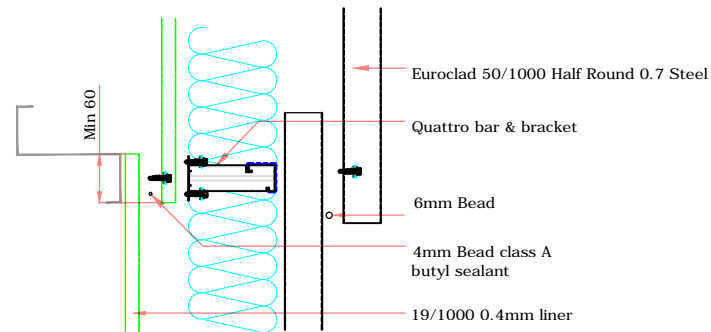 Min 60
Euroclad 50/1000 Half Round 0.7 Steel
Quattro bar & bracket
6mm Bead
4mm Bead class A
butyl sealant
19/1000 0.4mm liner